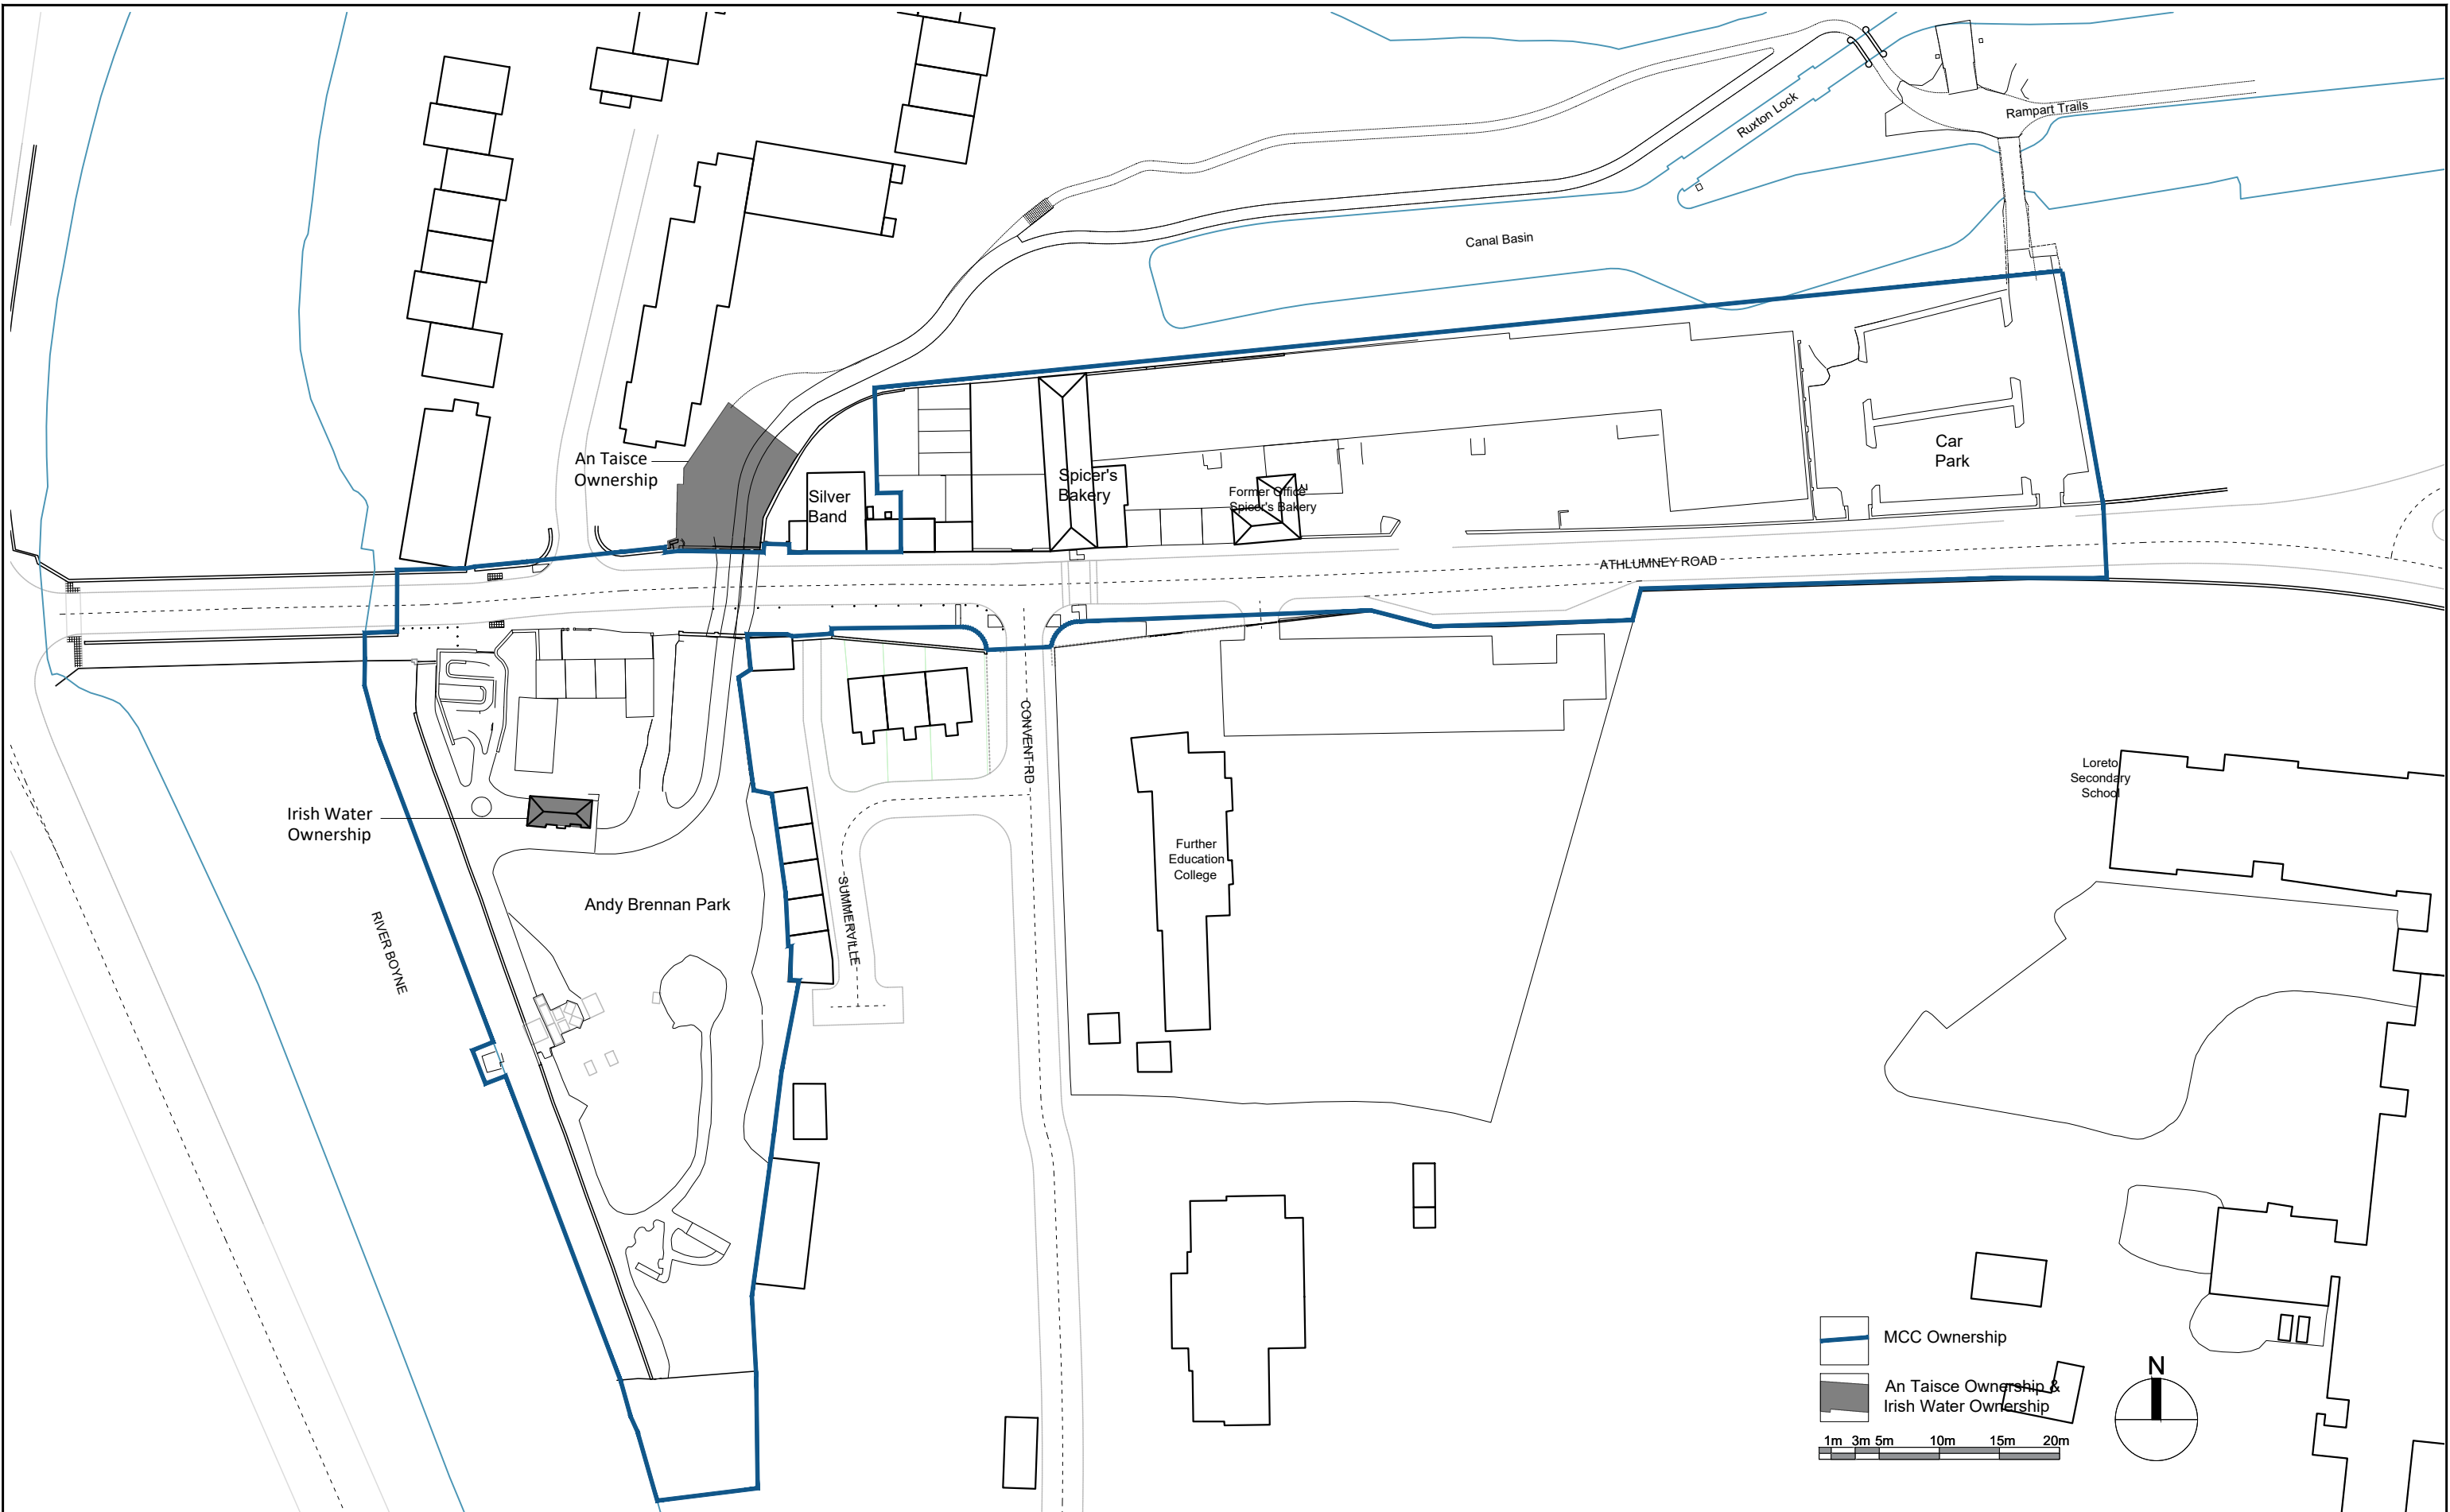 Ruxton Lock
Rampart Trails
Canal Basin
An Taisce
Ownership
Silver
Band
Spicer's
Bakery
Former Office
Spicer's Bakery
Car
Park
ATHLUMNEY ROAD
CONVENT RD
Irish Water
Ownership
Andy Brennan Park
RIVER BOYNE
SUMMERVILLE
Further
Education
College
Loreto
Secondary
School
MCC Ownership
An Taisce Ownership &
Irish Water Ownership
N
1m 3m 5m 10m 15m 20m